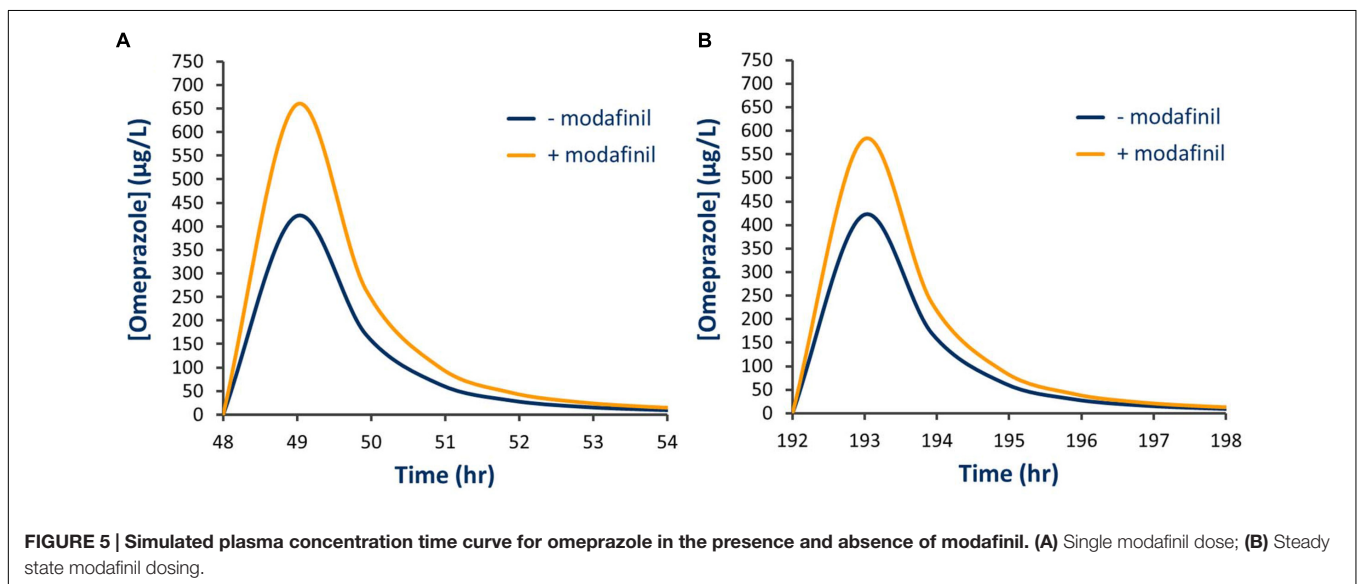 A
750
700
650
600
550
500
450
400
350
300
250
200
150
100
50
0
[Omeprazole] (µg/L)
- modafinil
+ modafinil
48 49 50 51 52 53 54
Time (hr)
B
750
700
650
600
550
500
450
400
350
300
250
200
150
100
50
0
[Omeprazole] (µg/L)
- modafinil
+ modafinil
192 193 194 195 196 197 198
Time (hr)
FIGURE 5 | Simulated plasma concentration time curve for omeprazole in the presence and absence of modafinil. (A) Single modafinil dose; (B) Steady
state modafinil dosing.